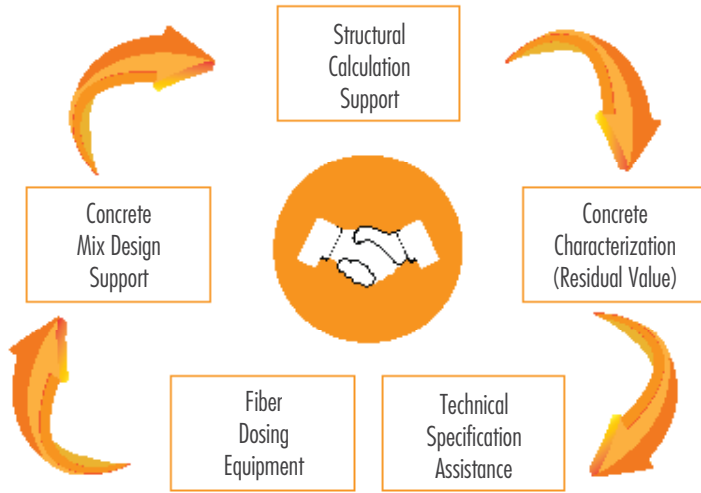 Structural
Calculation
Support
Concrete
Mix Design
Support
Concrete
Characterization
(Residual Value)
Fiber
Dosing
Equipment
Technical
Specification
Assistance